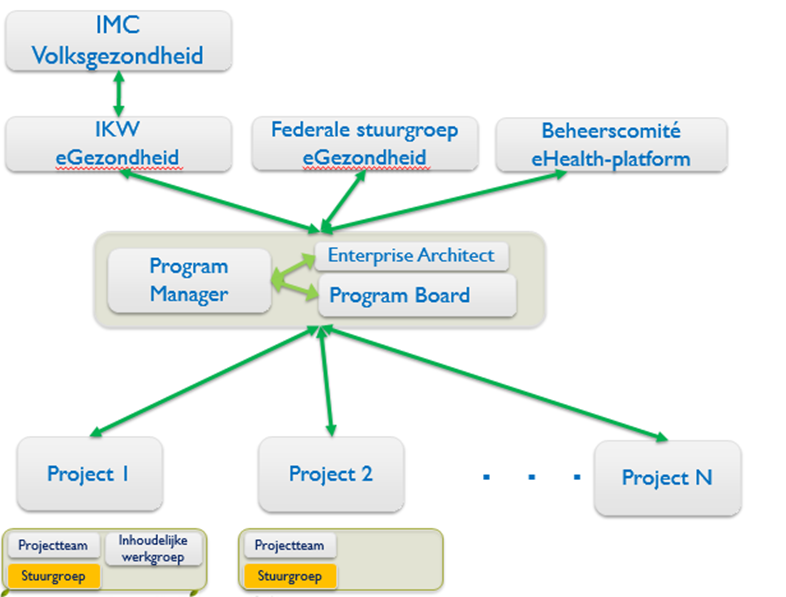 IMC
Volksgezondheid
IKW
eGezondheid
Federale stuurgroep
eGezondheid
Beheerscomité
eHealth-platform
Program
Manager
Enterprise Architect
Program Board
Project 1
Project 2
. . .
Project N
Projectteam
Inhoudelijke
werkgroep
Stuurgroep
Projectteam
Stuurgroep